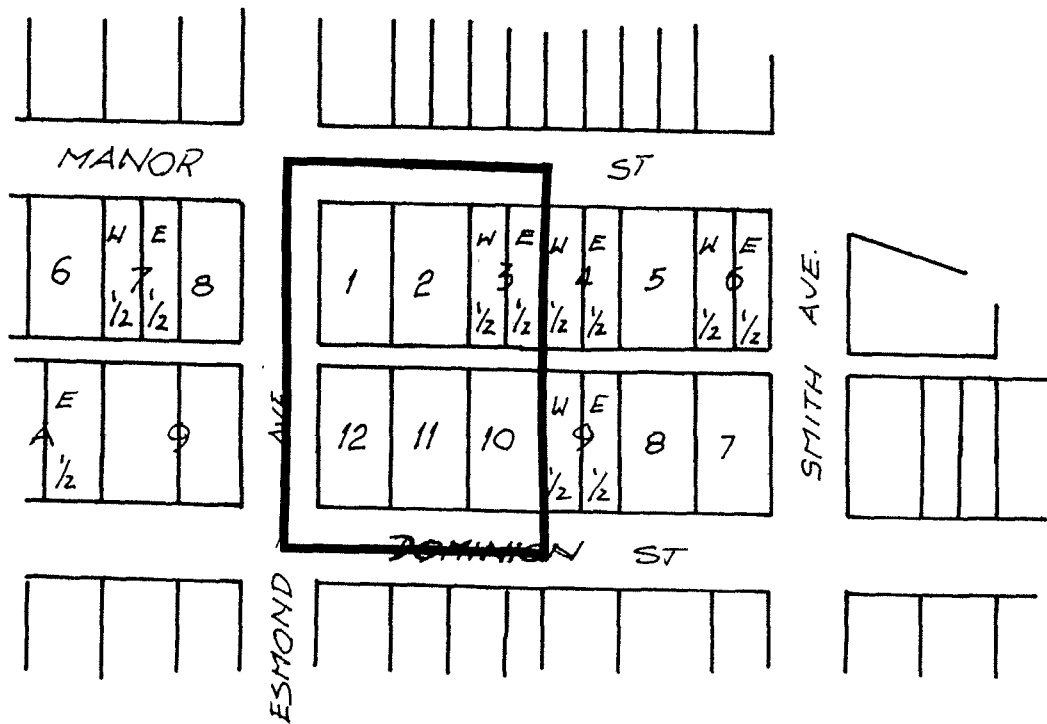 MANOR ST
W E W E W E W E
6 7 8 1 2 3 4 5 6
1/2 1/2 1/2 1/2 1/2 1/2 1/2 1/2
SMITH AVE.
E W E
A 9 12 11 10 9 8 7
1/2 1/2 1/2
ESMOND AVE
DOMINION ST